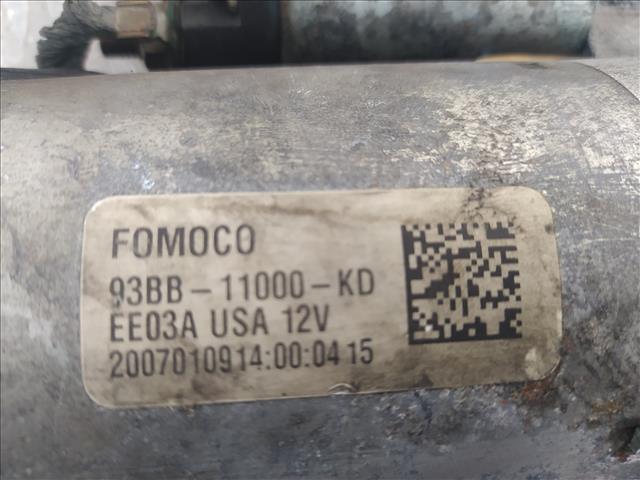 FOMOCO
93BB-11000-KD
EE03A USA 12V
2007010914:00:0415